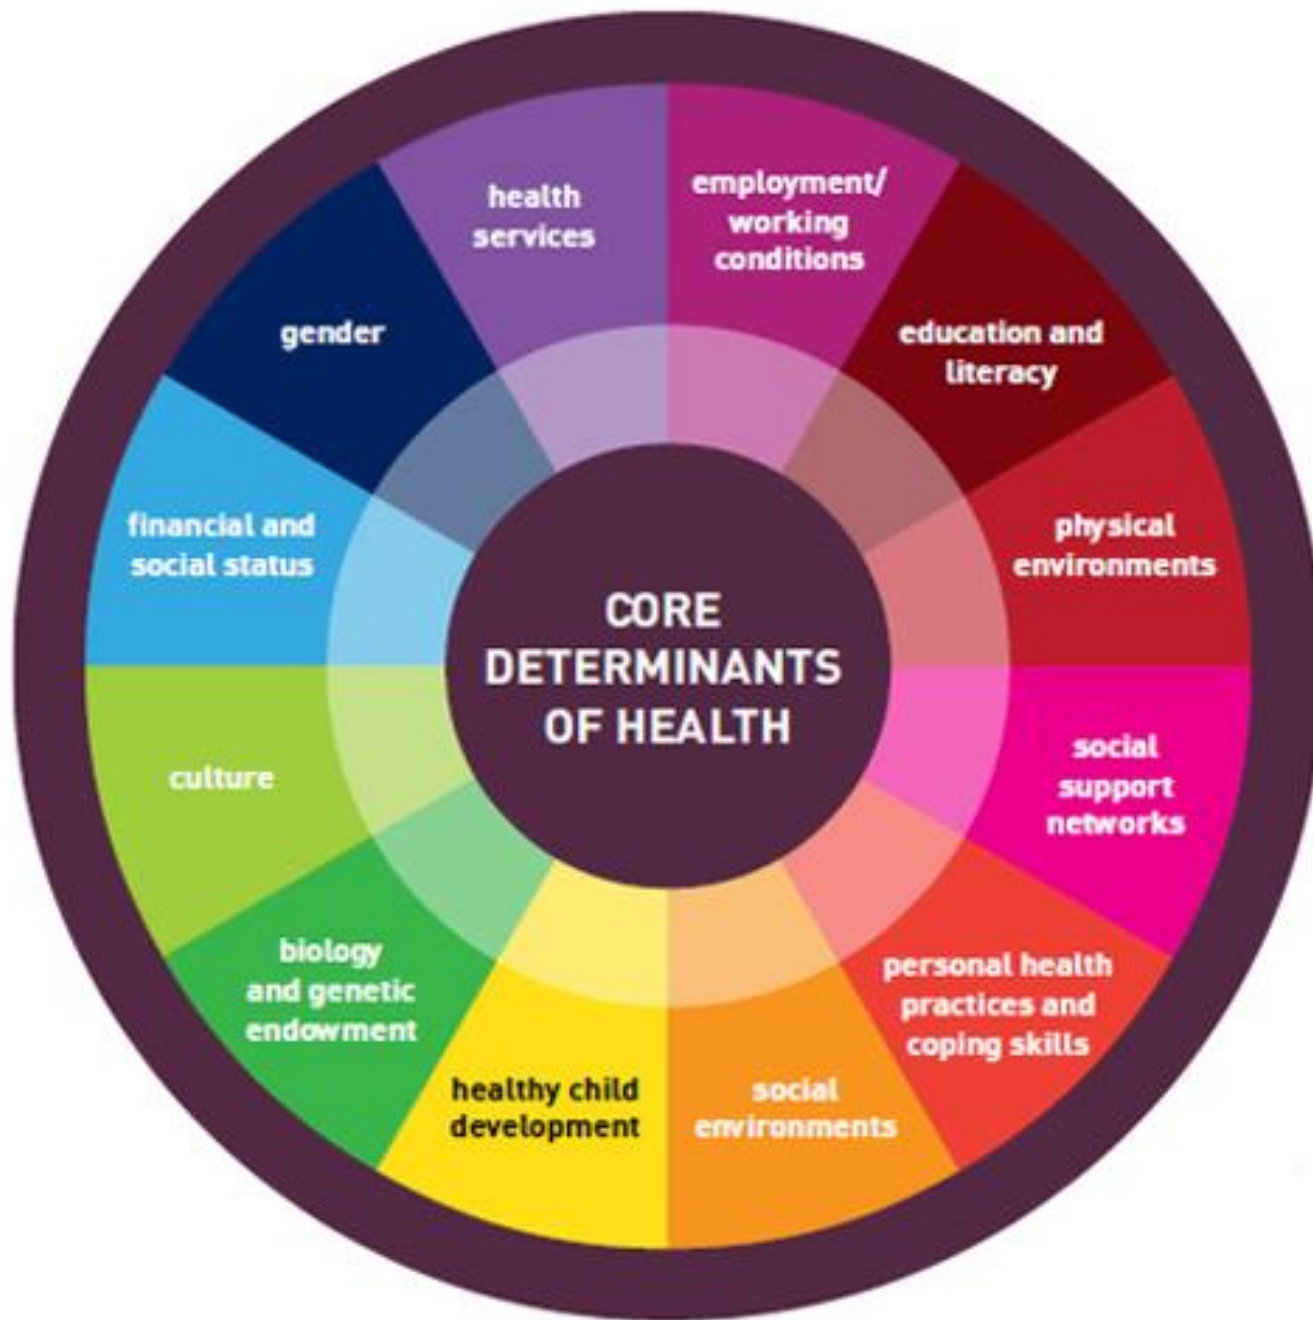 CORE
DETERMINANTS
OF HEALTH
employment/
working
conditions
education and
literacy
physical
environments
social
support
networks
personal health
practices and
coping skills
social
environments
healthy child
development
biology
and genetic
endowment
culture
financial and
social status
gender
health
services